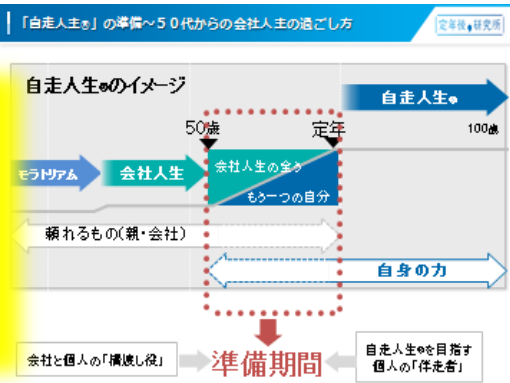 「自走人生®」の準備～50代からの会社人生の過ごし方
定年後研究所
自走人生®のイメージ
自走人生®
50歳
定年
100歳
モラトリアム
会社人生
会社人生の全う
もう一つの自分
頼れるもの(親・会社)
自身の力
会社と個人の「橋渡し役」
準備期間
自走人生®を目指す
個人の「伴走者」